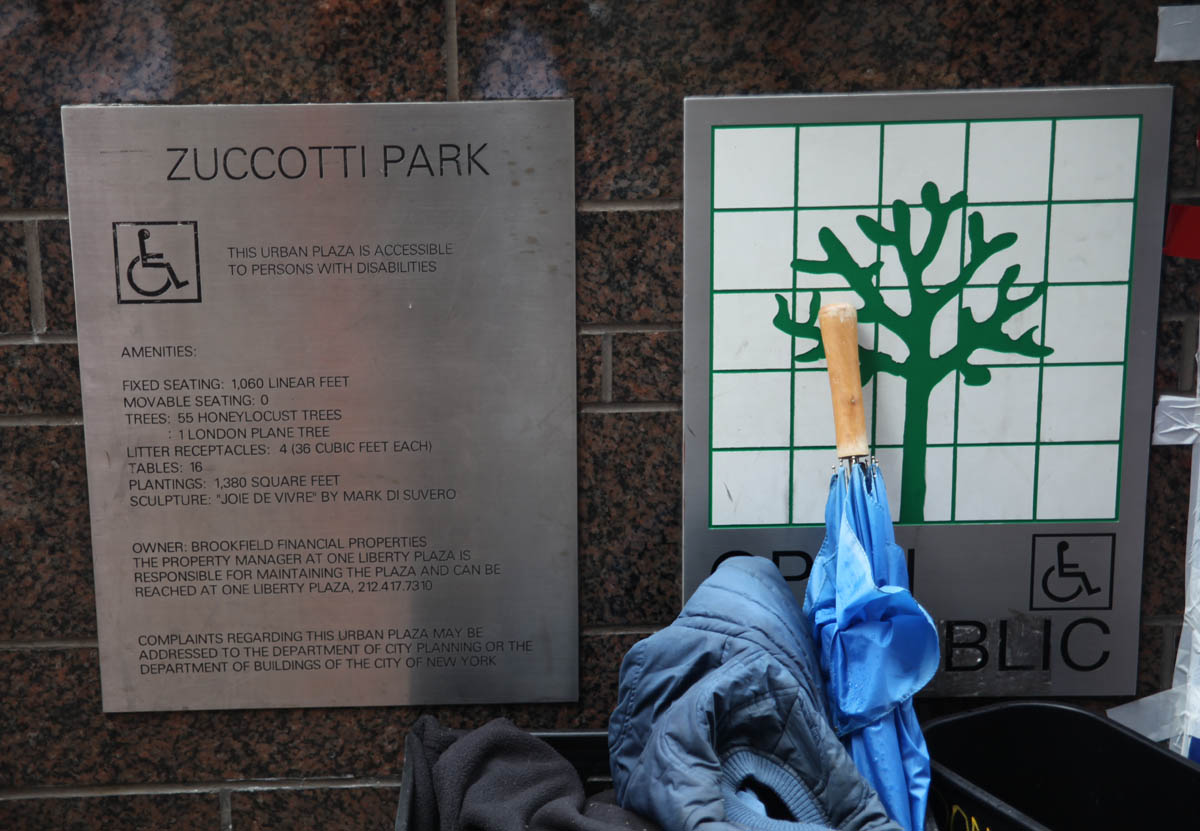 ZUCCOTTI PARK
THIS URBAN PLAZA IS ACCESSIBLE
TO PERSONS WITH DISABILITIES
AMENITIES:
FIXED SEATING: 1,060 LINEAR FEET
MOVABLE SEATING: 0
TREES: 55 HONEYLOCUST TREES
: 1 LONDON PLANE TREE
LITTER RECEPTACLES: 4 (36 CUBIC FEET EACH)
TABLES: 16
PLANTINGS: 1,380 SQUARE FEET
SCULPTURE: "JOIE DE VIVRE" BY MARK DI SUVERO
OWNER: BROOKFIELD FINANCIAL PROPERTIES
THE PROPERTY MANAGER AT ONE LIBERTY PLAZA IS
RESPONSIBLE FOR MAINTAINING THE PLAZA AND CAN BE
REACHED AT ONE LIBERTY PLAZA, 212.417.7310
COMPLAINTS REGARDING THIS URBAN PLAZA MAY BE
ADDRESSED TO THE DEPARTMENT OF CITY PLANNING OR THE
DEPARTMENT OF BUILDINGS OF THE CITY OF NEW YORK
BLIC